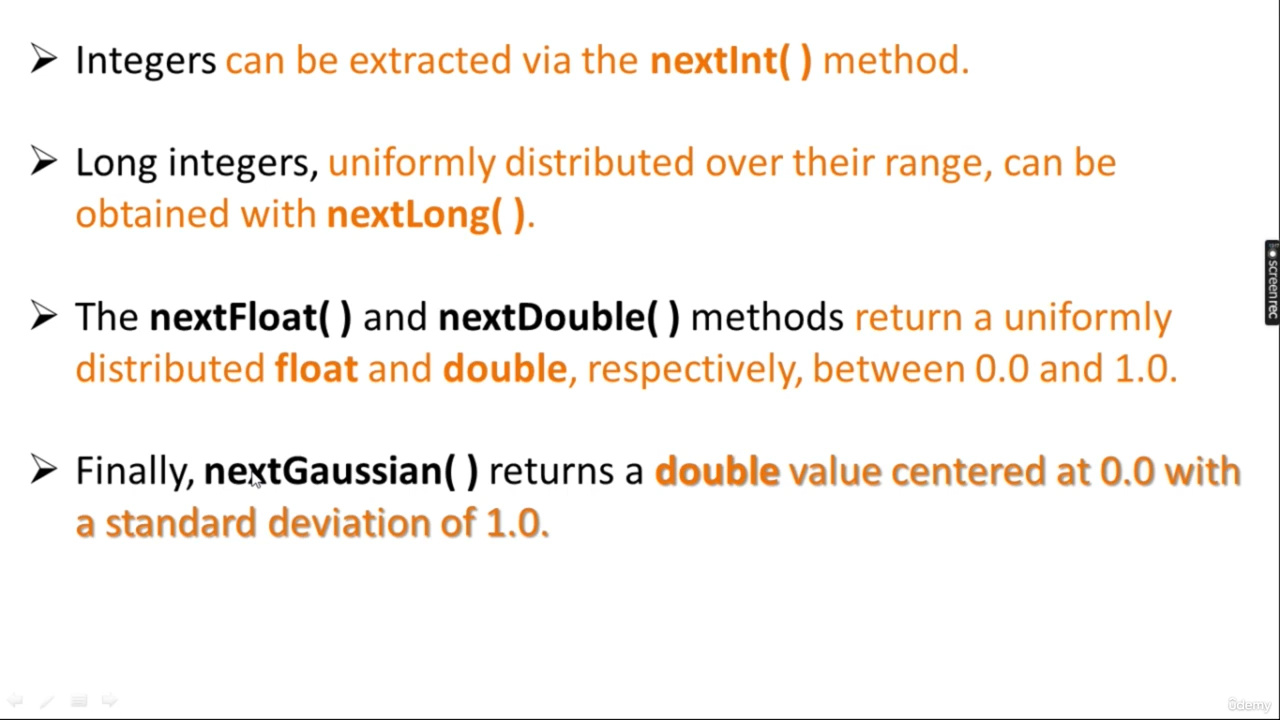 Integers can be extracted via the nextInt( ) method.
Long integers, uniformly distributed over their range, can be
obtained with nextLong( ).
The nextFloat( ) and nextDouble( ) methods return a uniformly
distributed float and double, respectively, between 0.0 and 1.0.
Finally, nextGaussian( ) returns a double value centered at 0.0 with
a standard deviation of 1.0.
screenrec
ûdemy